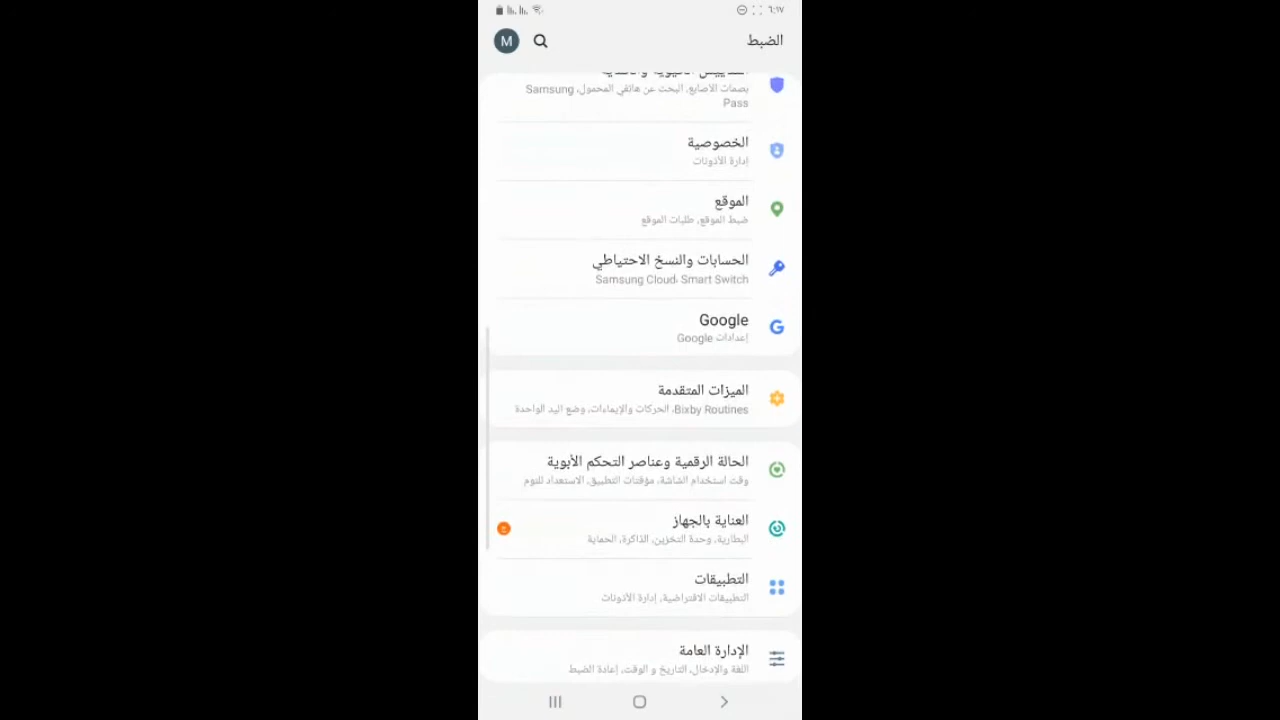 ٦:١٧
الضبط
M
بصمات الأصابع, البحث عن هاتفي المحمول, Samsung
Pass
الخصوصية
إدارة الأذونات
الموقع
ضبط الموقع, طلبات الموقع
الحسابات والنسخ الاحتياطي
Samsung Cloud، Smart Switch
Google
إعدادات Google
الميزات المتقدمة
Bixby Routines، الحركات والإيماءات, وضع اليد الواحدة
الحالة الرقمية وعناصر التحكم الأبوية
وقت استخدام الشاشة, مؤقتات التطبيق, الاستعداد للنوم
العناية بالجهاز
البطارية, وحدة التخزين, الذاكرة, الحماية
التطبيقات
التطبيقات الافتراضية, إدارة الأذونات
الإدارة العامة
اللغة والإدخال, التاريخ و الوقت, إعادة الضبط